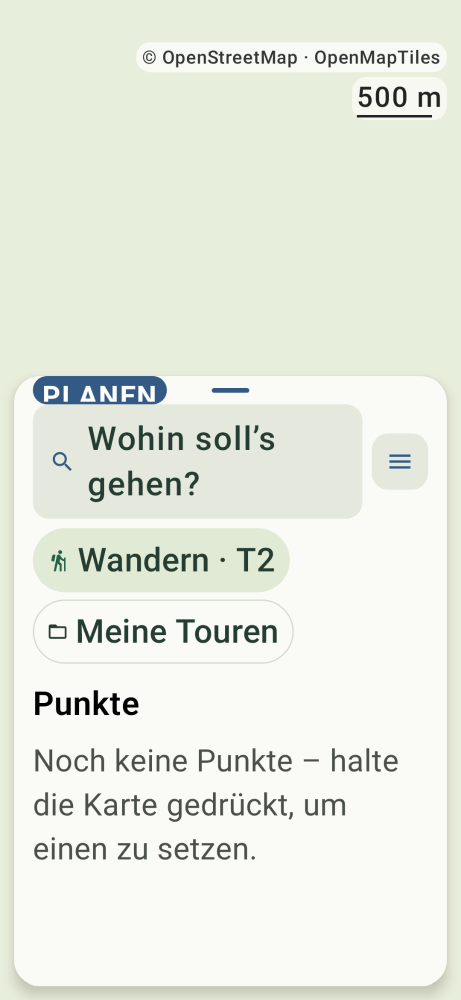 © OpenStreetMap · OpenMapTiles
500 m
PLANEN
Wohin soll’s
gehen?
Wandern · T2
Meine Touren
Punkte
Noch keine Punkte – halte
die Karte gedrückt, um
einen zu setzen.